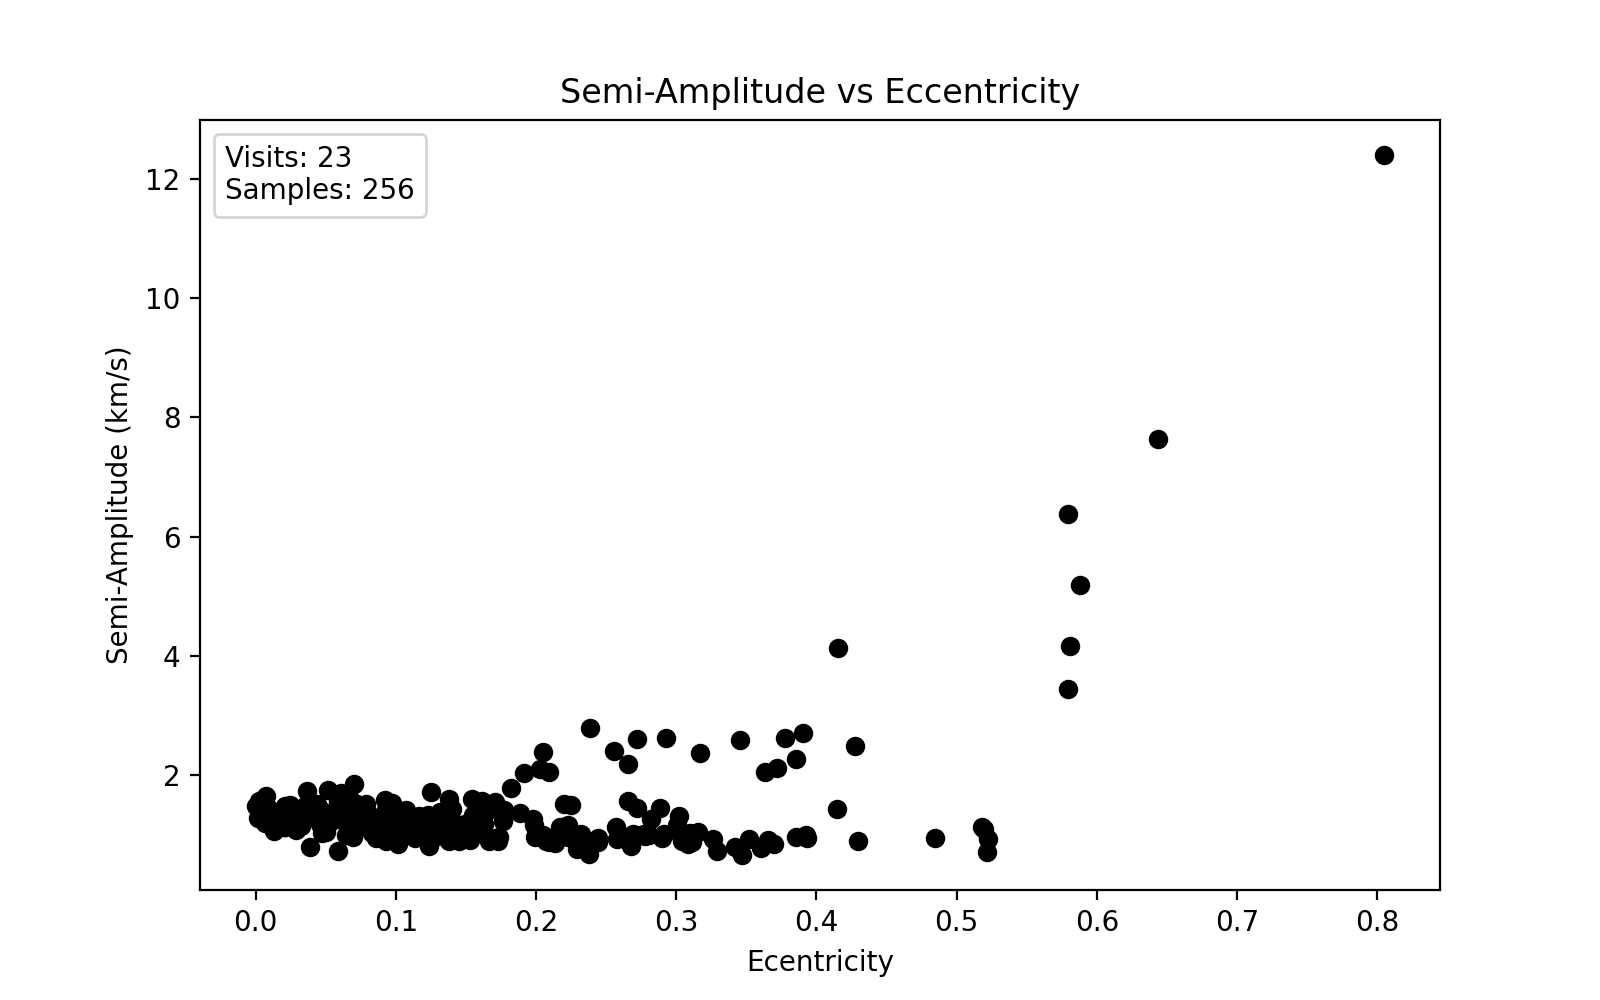 Semi-Amplitude vs Eccentricity
Visits: 23
Samples: 256
12
10
8
6
4
2
Semi-Amplitude (km/s)
0.0 0.1 0.2 0.3 0.4 0.5 0.6 0.7 0.8
Ecentricity